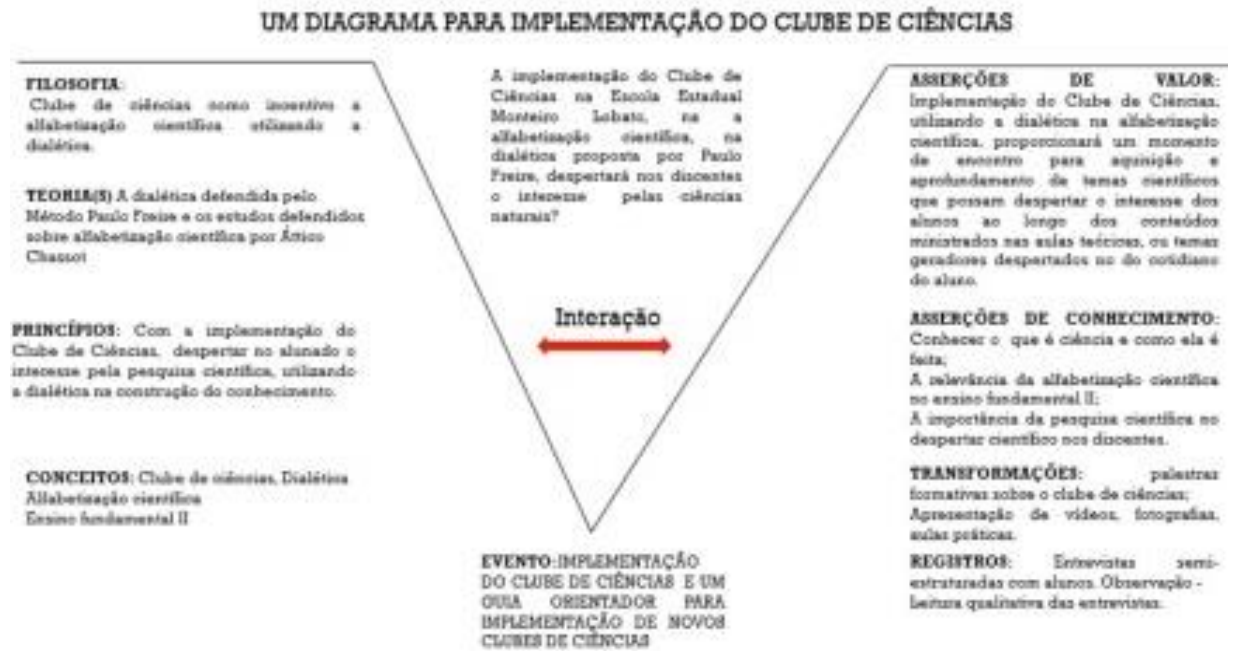 UM DIAGRAMA PARA IMPLEMENTAÇÃO DO CLUBE DE CIÊNCIAS
FILOSOFIA:
Clube de ciências como incentivo a
alfabetização científica utilizando a
dialética.
TEORIA(S) A dialética defendida pelo
Método Paulo Freire e os estudos defendidos
sobre alfabetização científica por Áttico
Chassot
PRINCÍPIOS: Com a implementação do
Clube de Ciências, despertar no alunado o
interesse pela pesquisa científica, utilizando
a dialética na construção do conhecimento.
CONCEITOS: Clube de ciências, Dialética
Alfabetização científica
Ensino fundamental II
A implementação do Clube de
Ciências na Escola Estadual
Monteiro Lobato, na a
alfabetização científica, na
dialética proposta por Paulo
Freire, despertará nos discentes
o interesse pelas ciências
naturais?
Interação
EVENTO:IMPLEMENTAÇÃO
DO CLUBE DE CIÊNCIAS E UM
GUIA ORIENTADOR PARA
IMPLEMENTAÇÃO DE NOVOS
CLUBES DE CIÊNCIAS
ASSERÇÕES DE VALOR:
Implementação do Clube de Ciências,
utilizando a dialética na alfabetização
científica, proporcionará um momento
de encontro para aquisição e
aprofundamento de temas científicos
que possam despertar o interesse dos
alunos ao longo dos conteúdos
ministrados nas aulas teóricas, ou temas
geradores despertados no do cotidiano
do aluno.
ASSERÇÕES DE CONHECIMENTO:
Conhecer o que é ciência e como ela é
feita;
A relevância da alfabetização científica
no ensino fundamental II;
A importância da pesquisa científica no
despertar científico nos discentes.
TRANSFORMAÇÕES: palestras
formativas sobre o clube de ciências;
Apresentação de vídeos, fotografias,
aulas práticas.
REGISTROS: Entrevistas semi-
estruturadas com alunos. Observação -
Leitura qualitativa das entrevistas.